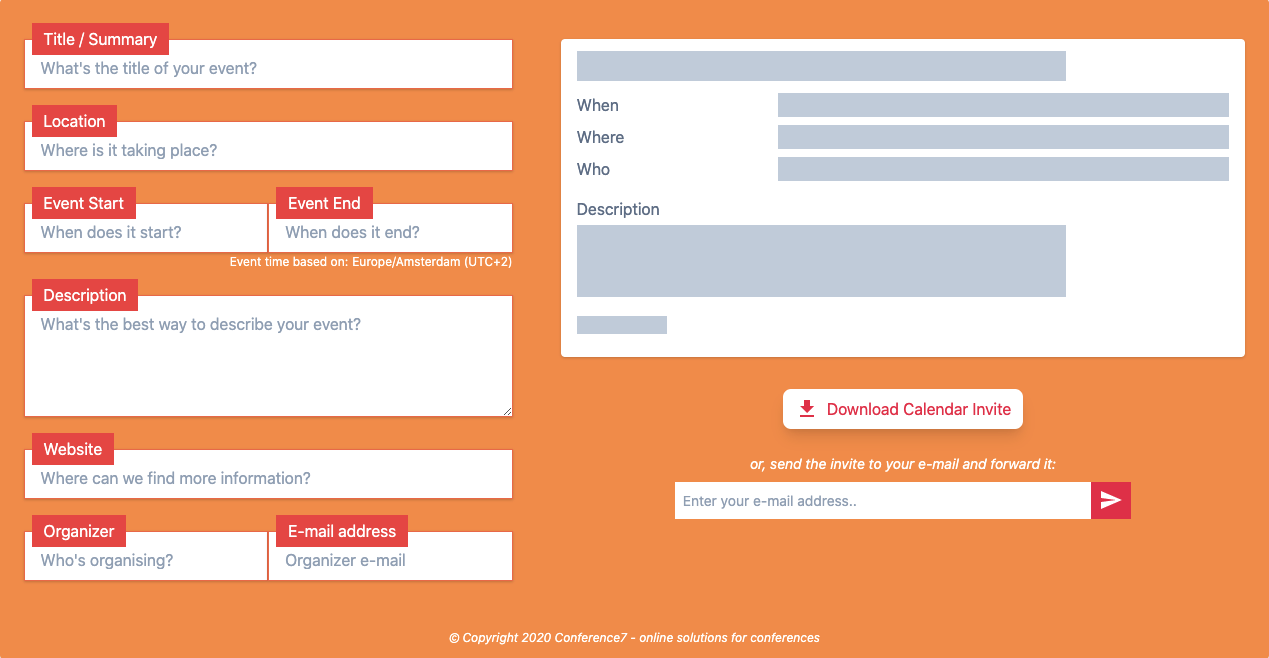 Title / Summary
What's the title of your event?
Location
Where is it taking place?
Event Start
Event End
When does it start?
When does it end?
Event time based on: Europe/Amsterdam (UTC+2)
Description
What's the best way to describe your event?
Website
Where can we find more information?
Organizer
E-mail address
Who's organising?
Organizer e-mail
When
Where
Who
Description
Download Calendar Invite
or, send the invite to your e-mail and forward it:
Enter your e-mail address..
© Copyright 2020 Conference7 - online solutions for conferences